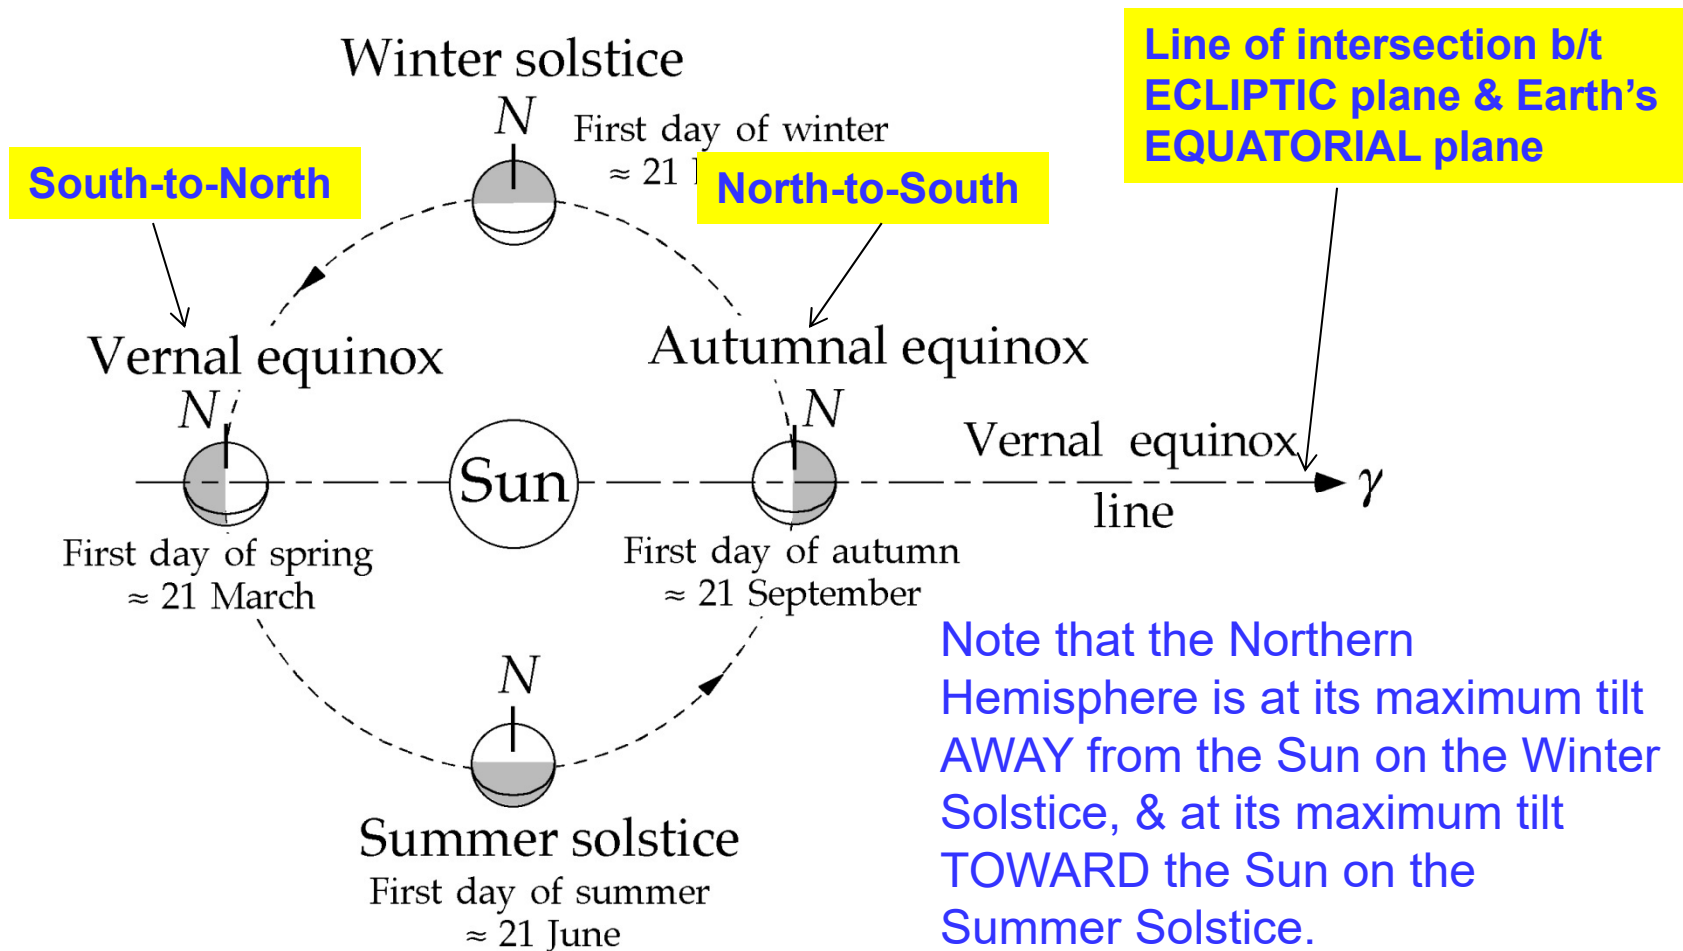 Winter solstice
N
First day of winter
≈ 21
South-to-North
North-to-South
Line of intersection b/t
ECLIPTIC plane & Earth's
EQUATORIAL plane
Vernal equinox
N
Autumnal equinox
N
Sun
Vernal equinox
line
γ
First day of spring
≈ 21 March
First day of autumn
≈ 21 September
N
Summer solstice
First day of summer
≈ 21 June
Note that the Northern
Hemisphere is at its maximum tilt
AWAY from the Sun on the Winter
Solstice, & at its maximum tilt
TOWARD the Sun on the
Summer Solstice.